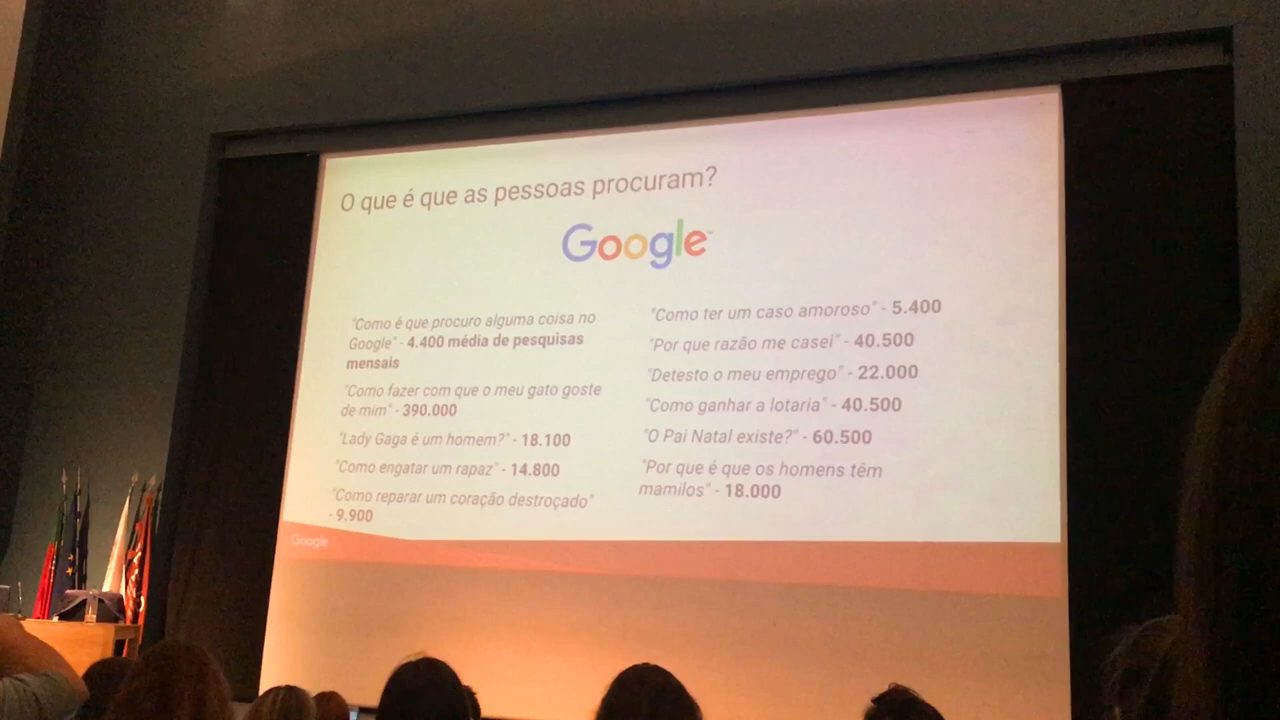 O que é que as pessoas procuram?
Google
"Como é que procuro alguma coisa no
Google" - 4.400 média de pesquisas
mensais
"Como fazer com que o meu gato goste
de mim" - 390.000
"Lady Gaga é um homem?" - 18.100
"Como engatar um rapaz" - 14.800
"Como reparar um coração destroçado"
- 9.900
"Como ter um caso amoroso" - 5.400
"Por que razão me casei" - 40.500
"Detesto o meu emprego" - 22.000
"Como ganhar a lotaria" - 40.500
"O Pai Natal existe?" - 60.500
"Por que é que os homens têm
mamilos" - 18.000
Google